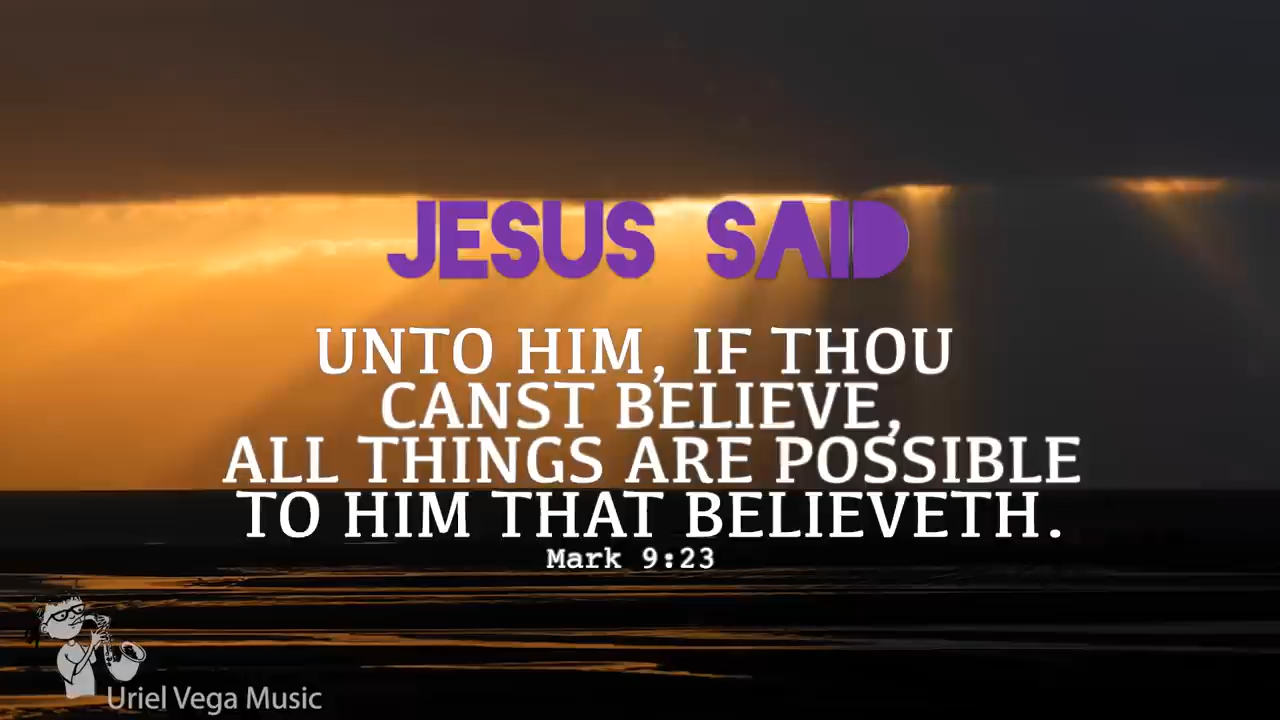 JESUS SAID
UNTO HIM, IF THOU
CANST BELIEVE,
ALL THINGS ARE POSSIBLE
TO HIM THAT BELIEVETH.
Mark 9:23
Uriel Vega Music